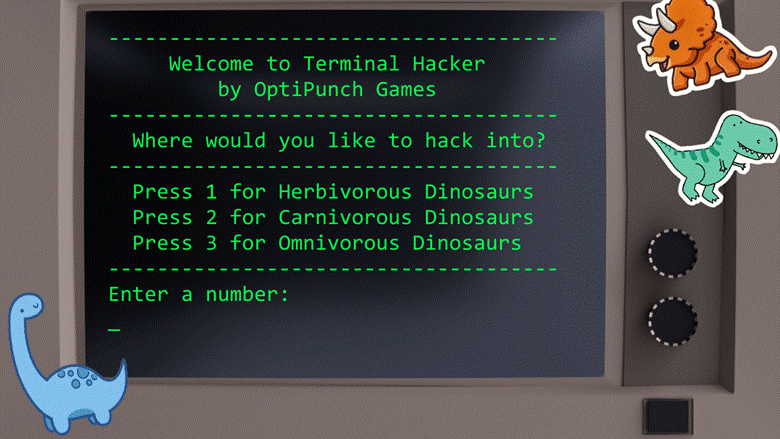 -------------------------------------
Welcome to Terminal Hacker
by OptiPunch Games
-------------------------------------
Where would you like to hack into?
-------------------------------------
Press 1 for Herbivorous Dinosaurs
Press 2 for Carnivorous Dinosaurs
Press 3 for Omnivorous Dinosaurs
-------------------------------------
Enter a number:
_